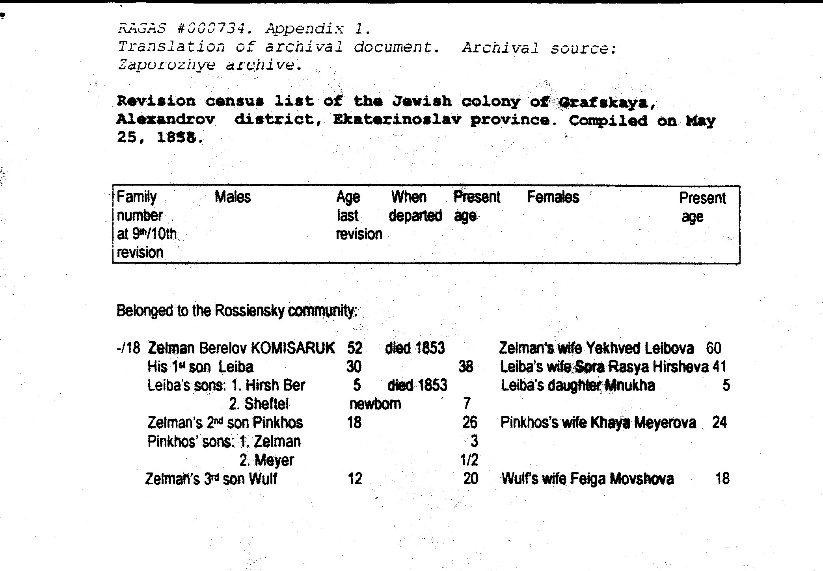 RAGAS #000734. Appendix 1.
Translation of archival document. Archival source:
Zaporozhye archive.
Revision census list of the Jewish colony of Grafskaya,
Alexandrov district, Ekaterinoslav province. Compiled on May
25, 1858.
Family number at 9th/10th revision Males Age last revision When departed Present age Females Present age
Belonged to the Rossiensky community:
-/18 Zelman Berelov KOMISARUK 52 died 1853 Zelman's wife Yekhved Leibova 60
His 1st son Leiba 30 38 Leiba's wife Sora Rasya Hirsheva 41
Leiba's sons: 1. Hirsh Ber 5 died 1853 Leiba's daughter Mnukha 5
2. Sheftel newborn 7
Zelman's 2nd son Pinkhos 18 26 Pinkhos's wife Khaya Meyerova 24
Pinkhos' sons: 1. Zelman 3
2. Meyer 1/2
Zelman's 3rd son Wulf 12 20 Wulf's wife Feiga Movshova 18